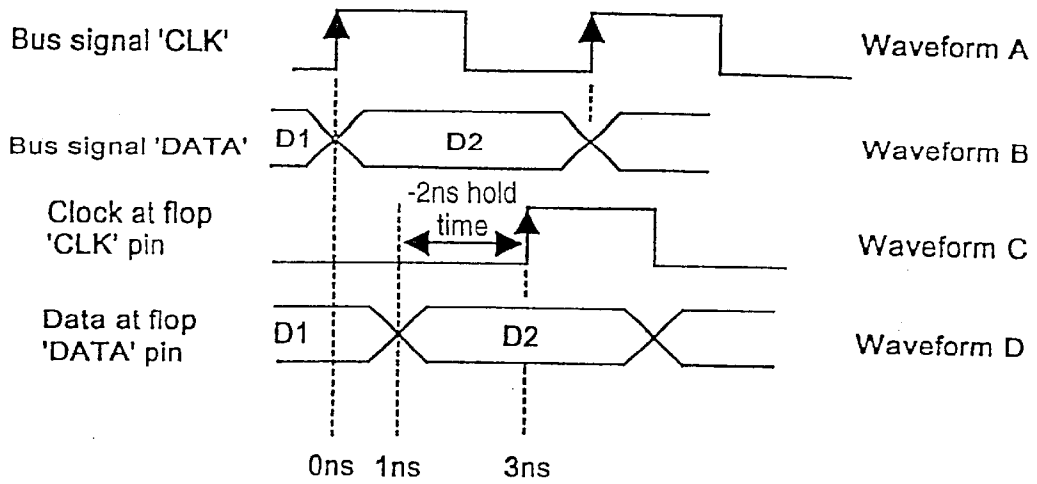 Bus signal 'CLK'
Waveform A
Bus signal 'DATA'
D1
D2
Waveform B
-2ns hold
time
Clock at flop
'CLK' pin
Waveform C
Data at flop
'DATA' pin
D1
D2
Waveform D
0ns 1ns 3ns